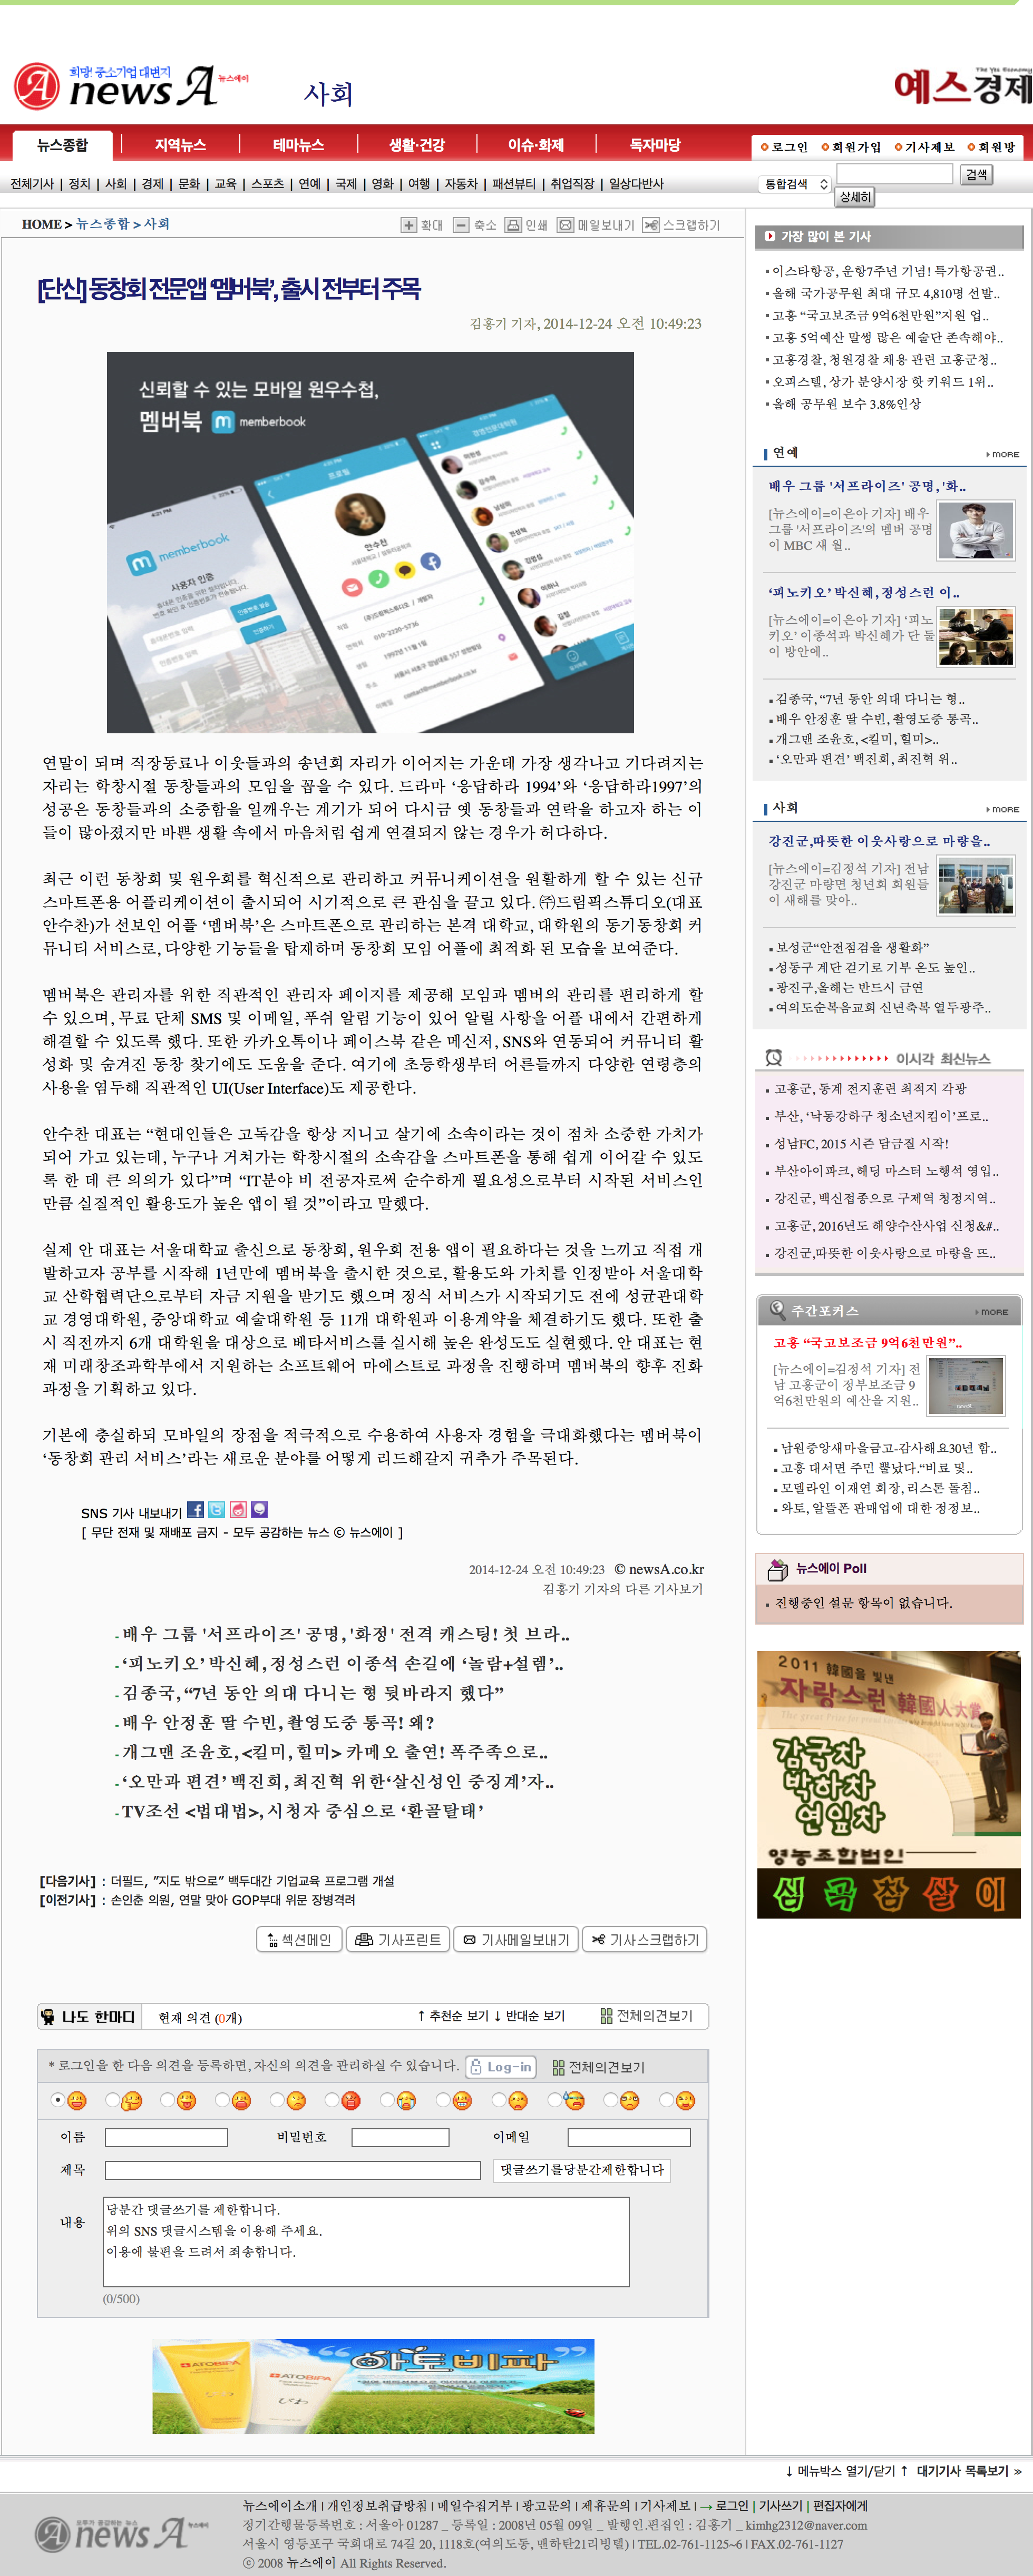 희망! 중소기업 대변지
news A 뉴스에이
사회
The Yes Economy
예스경제
뉴스종합
지역뉴스
테마뉴스
생활·건강
이슈·화제
독자마당
로그인 회원가입 기사제보 회원방
전체기사 | 정치 | 사회 | 경제 | 문화 | 교육 | 스포츠 | 연예 | 국제 | 영화 | 여행 | 자동차 | 패션뷰티 | 취업직장 | 일상다반사
통합검색 검색
상세히
HOME > 뉴스종합 > 사회
확대 축소 인쇄 메일보내기 스크랩하기
[단신] 동창회 전문앱 ‘멤버북’, 출시 전부터 주목
김홍기 기자, 2014-12-24 오전 10:49:23
신뢰할 수 있는 모바일 원우수첩,
멤버북 m memberbook
4:21 PM
memberbook
사용자 인증
인증번호 발송
인증하기
프로필
안수찬
(주)드림픽스튜디오 / 개발자
연락처 010-2220-5736
생일 1992년 11월 1일
주소 서울시 서초구 강남대로 557 성한빌딩
이메일 contact@memberbook.kr
연말이 되며 직장동료나 이웃들과의 송년회 자리가 이어지는 가운데 가장 생각나고 기다려지는
자리는 학창시절 동창들과의 모임을 꼽을 수 있다. 드라마 ‘응답하라 1994’와 ‘응답하라1997’의
성공은 동창들과의 소중함을 일깨우는 계기가 되어 다시금 옛 동창들과 연락을 하고자 하는 이
들이 많아졌지만 바쁜 생활 속에서 마음처럼 쉽게 연결되지 않는 경우가 허다하다.
최근 이런 동창회 및 원우회를 혁신적으로 관리하고 커뮤니케이션을 원활하게 할 수 있는 신규
스마트폰용 어플리케이션이 출시되어 시기적으로 큰 관심을 끌고 있다. ㈜드림픽스튜디오(대표
안수찬)가 선보인 어플 ‘멤버북’은 스마트폰으로 관리하는 본격 대학교, 대학원의 동기동창회 커
뮤니티 서비스로, 다양한 기능들을 탑재하며 동창회 모임 어플에 최적화 된 모습을 보여준다.
멤버북은 관리자를 위한 직관적인 관리자 페이지를 제공해 모임과 멤버의 관리를 편리하게 할
수 있으며, 무료 단체 SMS 및 이메일, 푸쉬 알림 기능이 있어 알릴 사항을 어플 내에서 간편하게
해결할 수 있도록 했다. 또한 카카오톡이나 페이스북 같은 메신저, SNS와 연동되어 커뮤니티 활
성화 및 숨겨진 동창 찾기에도 도움을 준다. 여기에 초등학생부터 어르신들까지 다양한 연령층의
사용을 염두해 직관적인 UI(User Interface)도 제공한다.
안수찬 대표는 “현대인들은 고독감을 항상 지니고 살기에 소속이라는 것이 점차 소중한 가치가
되어 가고 있는데, 누구나 거쳐가는 학창시절의 소속감을 스마트폰을 통해 쉽게 이어갈 수 있도
록 한 데 큰 의의가 있다”며 “IT분야 비 전공자로써 순수하게 필요성으로부터 시작된 서비스인
만큼 실질적인 활용도가 높은 앱이 될 것”이라고 말했다.
실제 안 대표는 서울대학교 출신으로 동창회, 원우회 전용 앱이 필요하다는 것을 느끼고 직접 개
발하고자 공부를 시작해 1년만에 멤버북을 출시한 것으로, 활용도와 가치를 인정받아 서울대학
교 산학협력단으로부터 자금 지원을 받기도 했으며 정식 서비스가 시작되기도 전에 성균관대학
교 경영대학원, 중앙대학교 예술대학원 등 11개 대학원과 이용계약을 체결하기도 했다. 또한 출
시 직전까지 6개 대학원을 대상으로 베타서비스를 실시해 높은 완성도도 실현했다. 안 대표는 현
재 미래창조과학부에서 지원하는 소프트웨어 마에스트로 과정을 진행하며 멤버북의 향후 진화
과정을 기획하고 있다.
기본에 충실하되 모바일의 장점을 적극적으로 수용하여 사용자 경험을 극대화했다는 멤버북이
‘동창회 관리 서비스’라는 새로운 분야를 어떻게 리드해갈지 귀추가 주목된다.
SNS 기사 내보내기
[ 무단 전재 및 재배포 금지 - 모두 공감하는 뉴스 ⓒ 뉴스에이 ]
2014-12-24 오전 10:49:23 © newsA.co.kr
김홍기 기자의 다른 기사보기
- 배우 그룹 '서프라이즈' 공명, '화정' 전격 캐스팅! 첫 브라..
- ‘피노키오’ 박신혜, 정성스런 이종석 손길에 ‘놀람+설렘’..
- 김종국, “7년 동안 의대 다니는 형 뒷바라지 했다”
- 배우 안정훈 딸 수빈, 촬영도중 통곡! 왜?
- 개그맨 조윤호, <킬미, 힐미> 카메오 출연! 폭주족으로..
- ‘오만과 편견’ 백진희, 최진혁 위한‘살신성인 중징계’자..
- TV조선 <법대법>, 시청자 중심으로 ‘환골탈태’
[다음기사] : 더필드, ”지도 밖으로” 백두대간 기업교육 프로그램 개설
[이전기사] : 손인춘 의원, 연말 맞아 GOP부대 위문 장병격려
섹션메인 기사프린트 기사메일보내기 기사스크랩하기
나도 한마디 현재 의견 (0개) ↑ 추천순 보기 ↓ 반대순 보기 전체의견보기
* 로그인을 한 다음 의견을 등록하면, 자신의 의견을 관리하실 수 있습니다. Log-in 전체의견보기
이름 비밀번호 이메일
제목 댓글쓰기를당분간제한합니다
내용
당분간 댓글쓰기를 제한합니다.
위의 SNS 댓글시스템을 이용해 주세요.
이용에 불편을 드려서 죄송합니다.
(0/500)
ATOBIPA
“아토비파”
가장 많이 본 기사
이스타항공, 운항7주년 기념! 특가항공권..
올해 국가공무원 최대 규모 4,810명 선발..
고흥 “국고보조금 9억6천만원”지원 업..
고흥 5억예산 말썽 많은 예술단 존속해야..
고흥경찰, 청원경찰 채용 관련 고흥군청..
오피스텔, 상가 분양시장 핫 키워드 1위..
올해 공무원 보수 3.8%인상
연예 MORE
배우 그룹 '서프라이즈' 공명, '화..
[뉴스에이=이은아 기자] 배우
그룹 '서프라이즈'의 멤버 공명
이 MBC 새 월..
‘피노키오’ 박신혜, 정성스런 이..
[뉴스에이=이은아 기자] ‘피노
키오’ 이종석과 박신혜가 단 둘
이 방안에..
김종국, “7년 동안 의대 다니는 형..
배우 안정훈 딸 수빈, 촬영도중 통곡..
개그맨 조윤호, <킬미, 힐미>..
‘오만과 편견’ 백진희, 최진혁 위..
사회 MORE
강진군,따뜻한 이웃사랑으로 마량을..
[뉴스에이=김정석 기자] 전남
강진군 마량면 청년회 회원들
이 새해를 맞아..
보성군“안전점검을 생활화”
성동구 계단 걷기로 기부 온도 높인..
광진구,올해는 반드시 금연
여의도순복음교회 신년축복 열두광주..
이시각 최신뉴스
고흥군, 동계 전지훈련 최적지 각광
부산, ‘낙동강하구 청소년지킴이’프로..
성남FC, 2015 시즌 담금질 시작!
부산아이파크, 헤딩 마스터 노행석 영입..
강진군, 백신접종으로 구제역 청정지역..
고흥군, 2016년도 해양수산사업 신청&#..
강진군,따뜻한 이웃사랑으로 마량을 뜨..
주간포커스 MORE
고흥 “국고보조금 9억6천만원”..
[뉴스에이=김정석 기자] 전
남 고흥군이 정부보조금 9
억6천만원의 예산을 지원..
남원중앙새마을금고-감사해요30년 함..
고흥 대서면 주민 뿔났다.“비료 및..
모델라인 이재연 회장, 리스톤 돌침..
와토, 알뜰폰 판매업에 대한 정정보..
뉴스에이 Poll
진행중인 설문 항목이 없습니다.
2011 韓國을 빛낸
자랑스런 韓國人大賞
감국차
박하차
연잎차
영농조합법인
심곡참살이
↓ 메뉴박스 열기/닫기 ↑ 대기기사 목록보기 »
모두가 공감하는 뉴스
news A 뉴스에이
뉴스에이소개 | 개인정보취급방침 | 메일수집거부 | 광고문의 | 제휴문의 | 기사제보 | → 로그인 | 기사쓰기 | 편집자에게
정기간행물등록번호 : 서울아 01287 _ 등록일 : 2008년 05월 09일 _ 발행인.편집인 : 김홍기 _ kimhg2312@naver.com
서울시 영등포구 국회대로 74길 20, 1118호(여의도동, 맨하탄21리빙텔) | TEL.02-761-1125~6 | FAX.02-761-1127
ⓒ 2008 뉴스에이 All Rights Reserved.